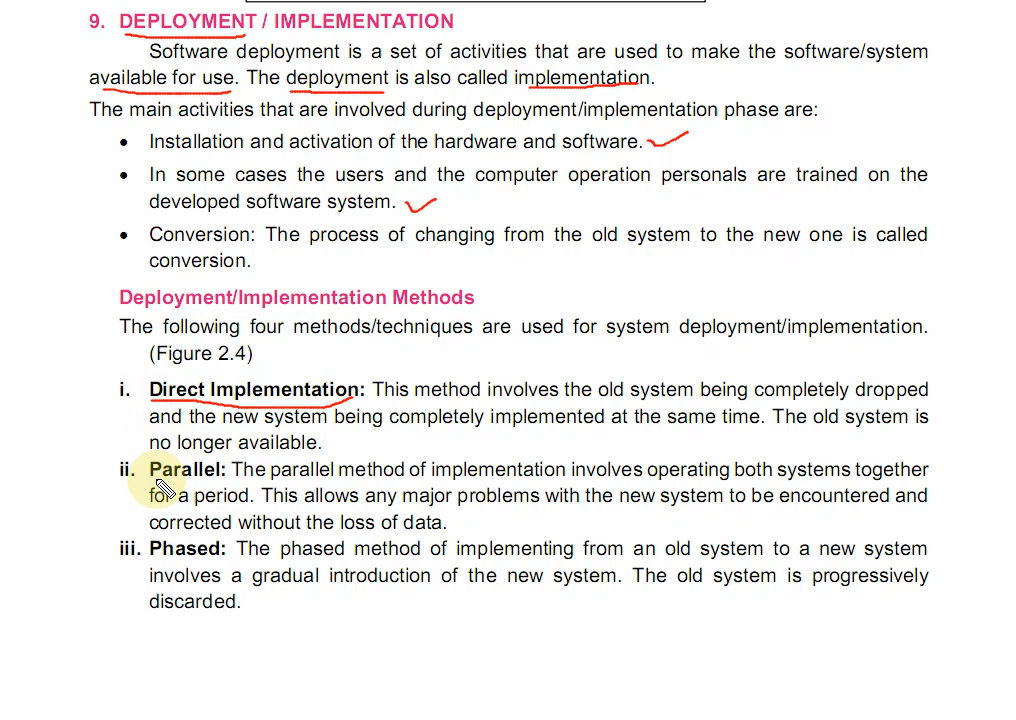 9. DEPLOYMENT / IMPLEMENTATION
Software deployment is a set of activities that are used to make the software/system
available for use. The deployment is also called implementation.
The main activities that are involved during deployment/implementation phase are:
• Installation and activation of the hardware and software.
• In some cases the users and the computer operation personals are trained on the
developed software system.
• Conversion: The process of changing from the old system to the new one is called
conversion.
Deployment/Implementation Methods
The following four methods/techniques are used for system deployment/implementation.
(Figure 2.4)
i. Direct Implementation: This method involves the old system being completely dropped
and the new system being completely implemented at the same time. The old system is
no longer available.
ii. Parallel: The parallel method of implementation involves operating both systems together
for a period. This allows any major problems with the new system to be encountered and
corrected without the loss of data.
iii. Phased: The phased method of implementing from an old system to a new system
involves a gradual introduction of the new system. The old system is progressively
discarded.